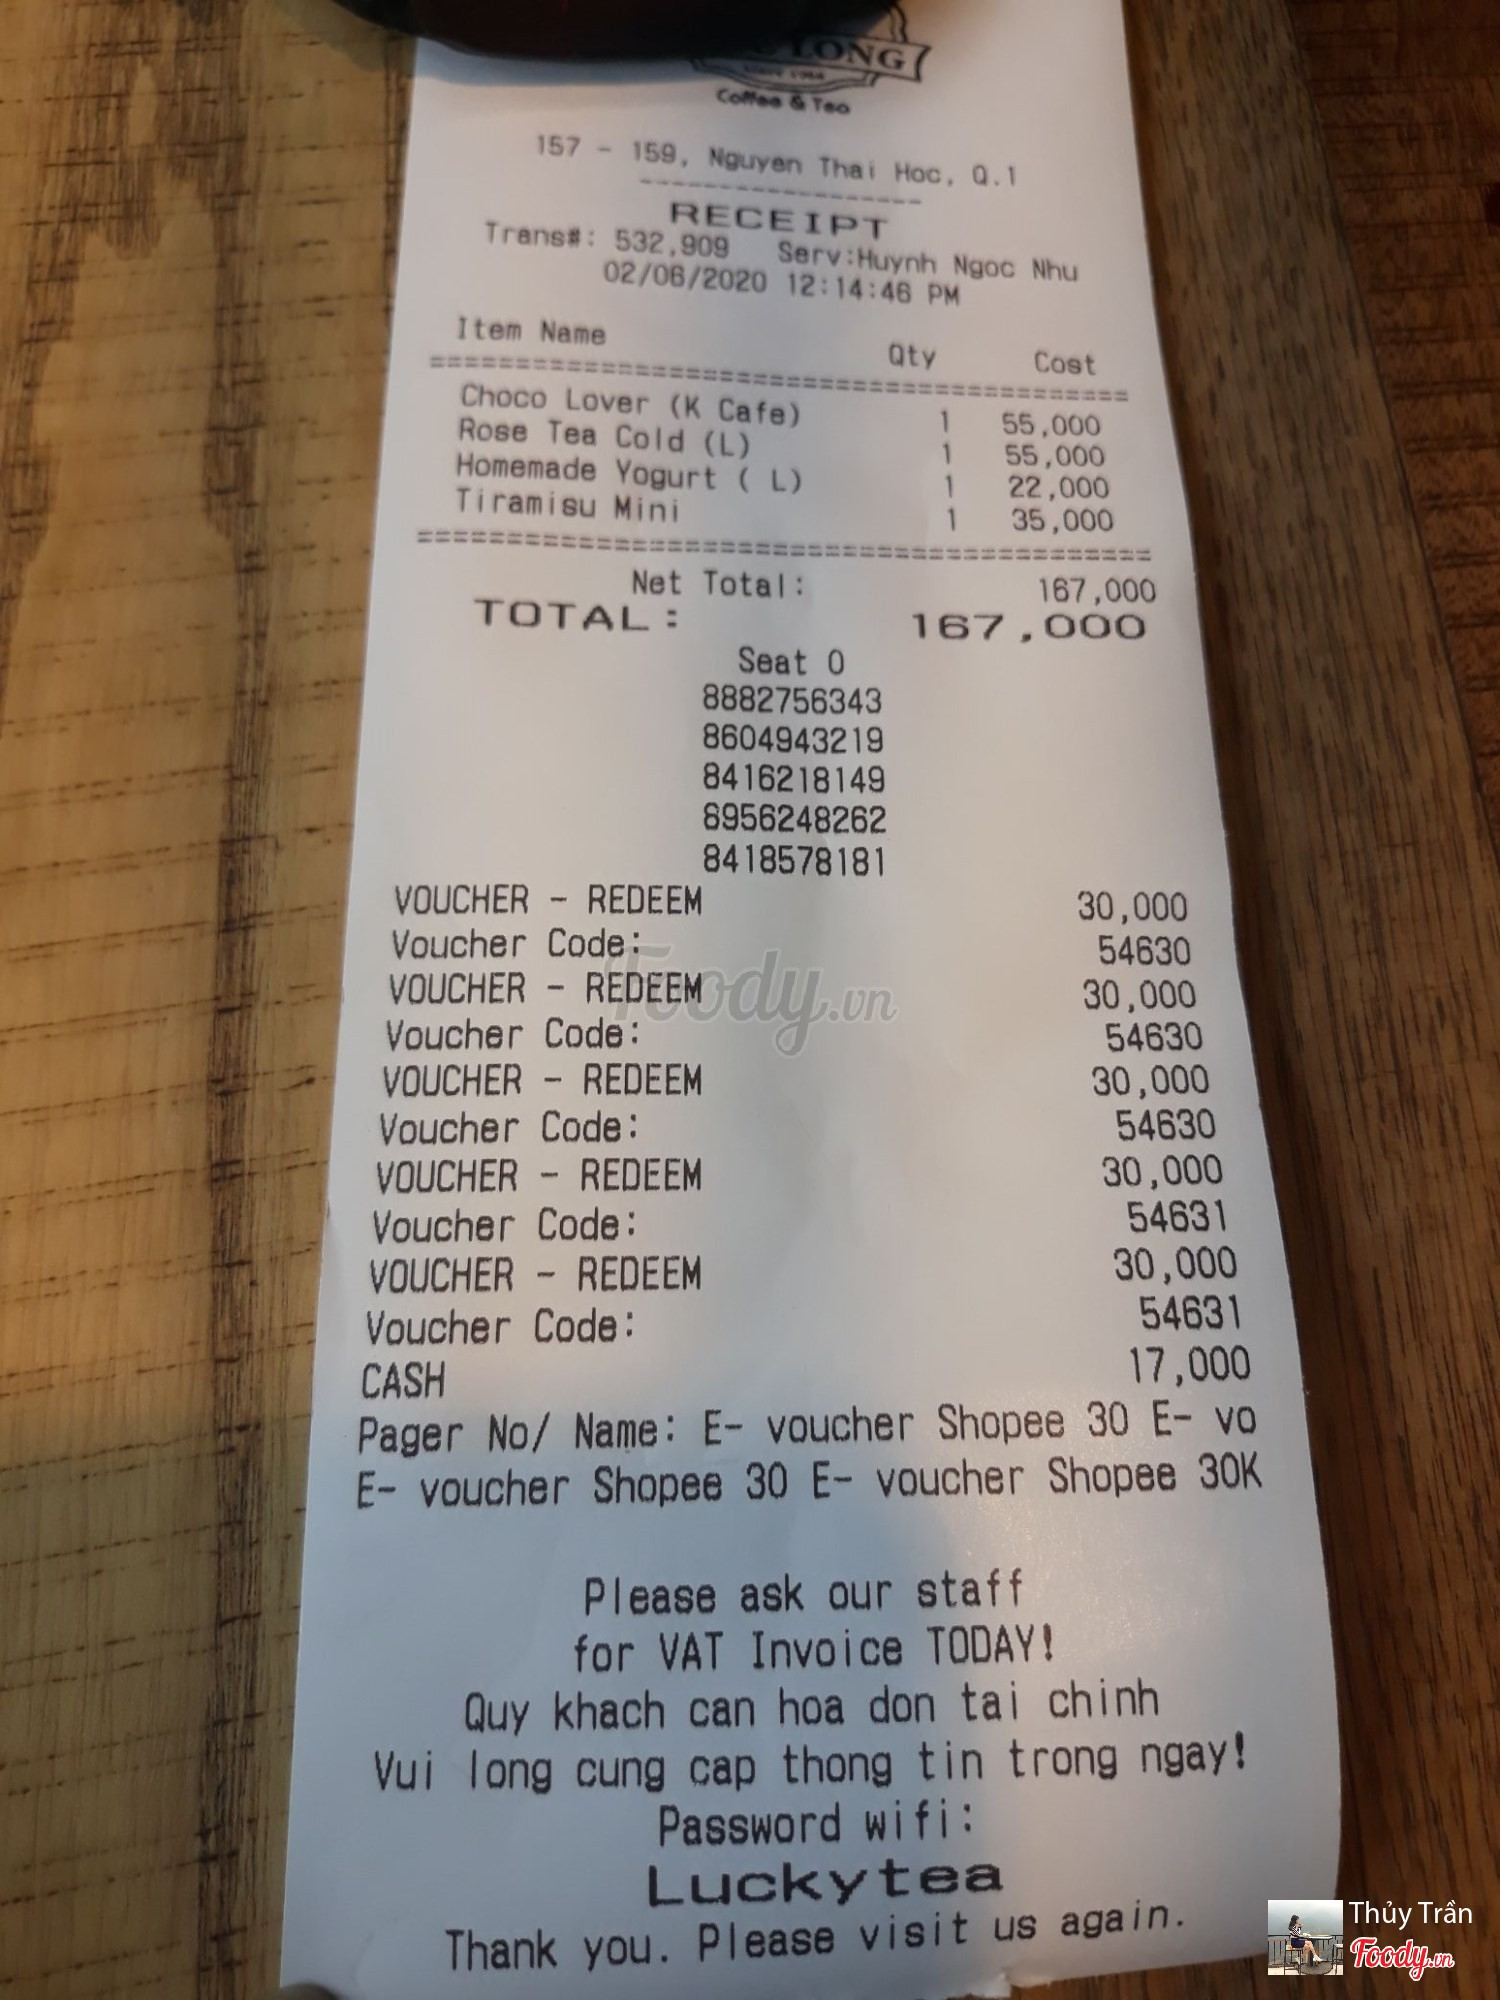 LONG
Coffee & Tea
157 - 159, Nguyen Thai Hoc, Q.1
RECEIPT
Trans#: 532,909 Serv:Huynh Ngoc Nhu
02/06/2020 12:14:46 PM
Item Name Qty Cost
Choco Lover (K Cafe) 1 55,000
Rose Tea Cold (L) 1 55,000
Homemade Yogurt ( L) 1 22,000
Tiramisu Mini 1 35,000
Net Total: 167,000
TOTAL: 167,000
Seat 0
8882756343
8604943219
8416218149
8956248262
8418578181
VOUCHER - REDEEM 30,000
Voucher Code: 54630
VOUCHER - REDEEM 30,000
Voucher Code: 54630
VOUCHER - REDEEM 30,000
Voucher Code: 54630
VOUCHER - REDEEM 30,000
Voucher Code: 54631
VOUCHER - REDEEM 30,000
Voucher Code: 54631
CASH 17,000
Pager No/ Name: E- voucher Shopee 30 E- vo
E- voucher Shopee 30 E- voucher Shopee 30K
Please ask our staff
for VAT Invoice TODAY!
Quy khach can hoa don tai chinh
Vui long cung cap thong tin trong ngay!
Password wifi:
Luckytea
Thank you. Please visit us again.
Foody.vn
Thủy Trần
Foody.vn